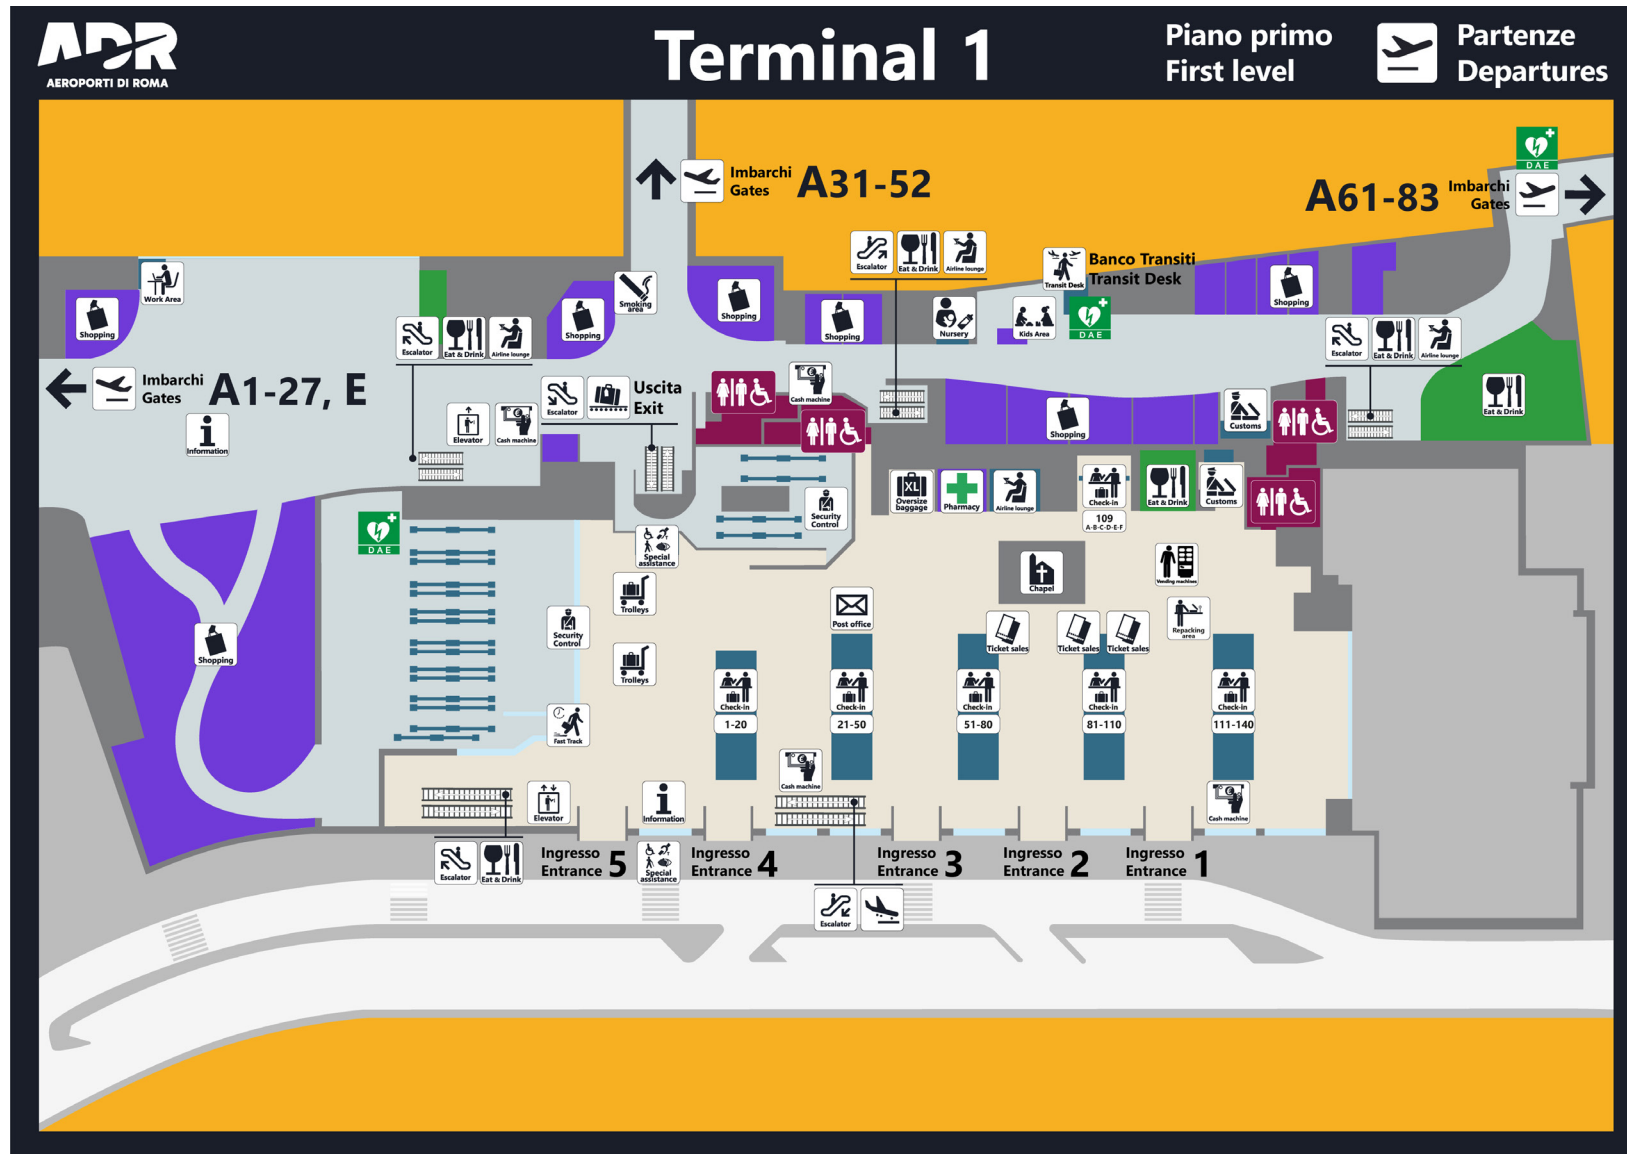 ADR
AEROPORTI DI ROMA
Terminal 1
Piano primo
First level
Partenze
Departures
Imbarchi
Gates
A31-52
DAE
A61-83
Imbarchi
Gates
Escalator
Eat & Drink
Airline lounge
Banco Transiti
Transit Desk
Transit Desk
Work Area
Smoking
area
Shopping
Shopping
Shopping
Shopping
Nursery
Kids Area
DAE
Shopping
Escalator
Eat & Drink
Airline lounge
Escalator
Eat & Drink
Airline lounge
Imbarchi
Gates
A1-27, E
Escalator
Uscita
Exit
Cash machine
Eat & Drink
Information
Elevator
Cash machine
Shopping
Customs
XL
Oversize
baggage
Pharmacy
Airline lounge
Check-in
109
A-B-C-D-E-F
Eat & Drink
Customs
Security
Control
DAE
Special
assistance
Chapel
Vending machines
Trolleys
Post office
Security
Control
Ticket sales
Ticket sales
Ticket sales
Repacking
area
Shopping
Trolleys
Check-in
1-20
Check-in
21-50
Check-in
51-80
Check-in
81-110
Check-in
111-140
Fast Track
Cash machine
Elevator
Information
Cash machine
Escalator
Eat & Drink
Ingresso
Entrance
5
Special
assistance
Ingresso
Entrance
4
Ingresso
Entrance
3
Ingresso
Entrance
2
Ingresso
Entrance
1
Escalator